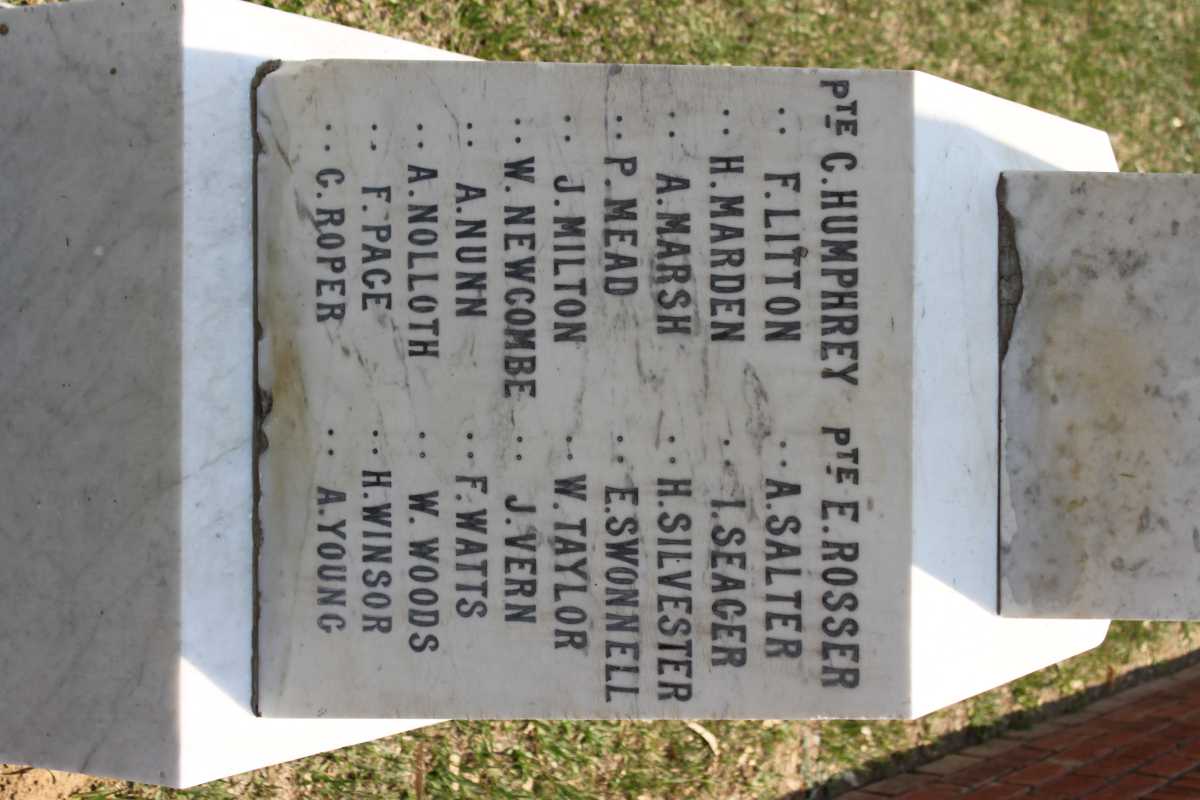 PTE C. HUMPHREY PTE E. ROSSER
.. F. LITTON .. A. SALTER
.. H. MARDEN .. I. SEAGER
.. A. MARSH .. H. SILVESTER
.. P. MEAD .. E. SWONNELL
.. J. MILTON .. W. TAYLOR
.. W. NEWCOMBE .. J. VERN
.. A. NUNN .. F. WATTS
.. A. NOLLOTH .. W. WOODS
.. F. PAGE .. H. WINSOR
.. C. ROPER .. A. YOUNG